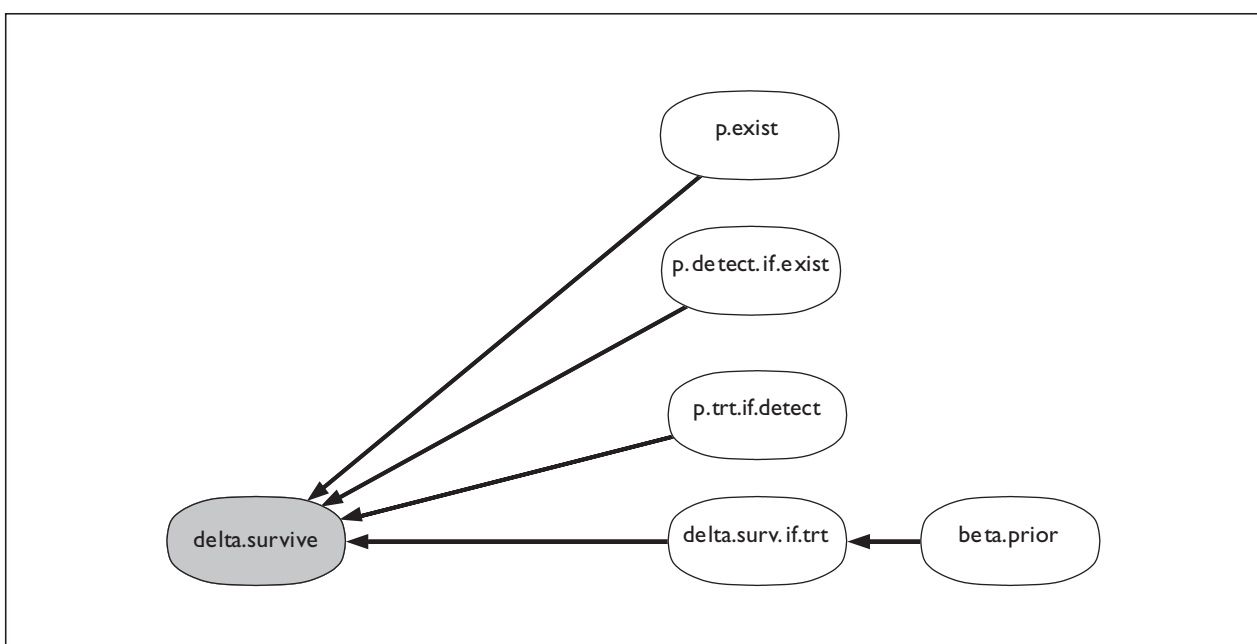 p.exist
p.detect.if.exist
p.trt.if.detect
delta.survive
delta.surv.if.trt
beta.prior